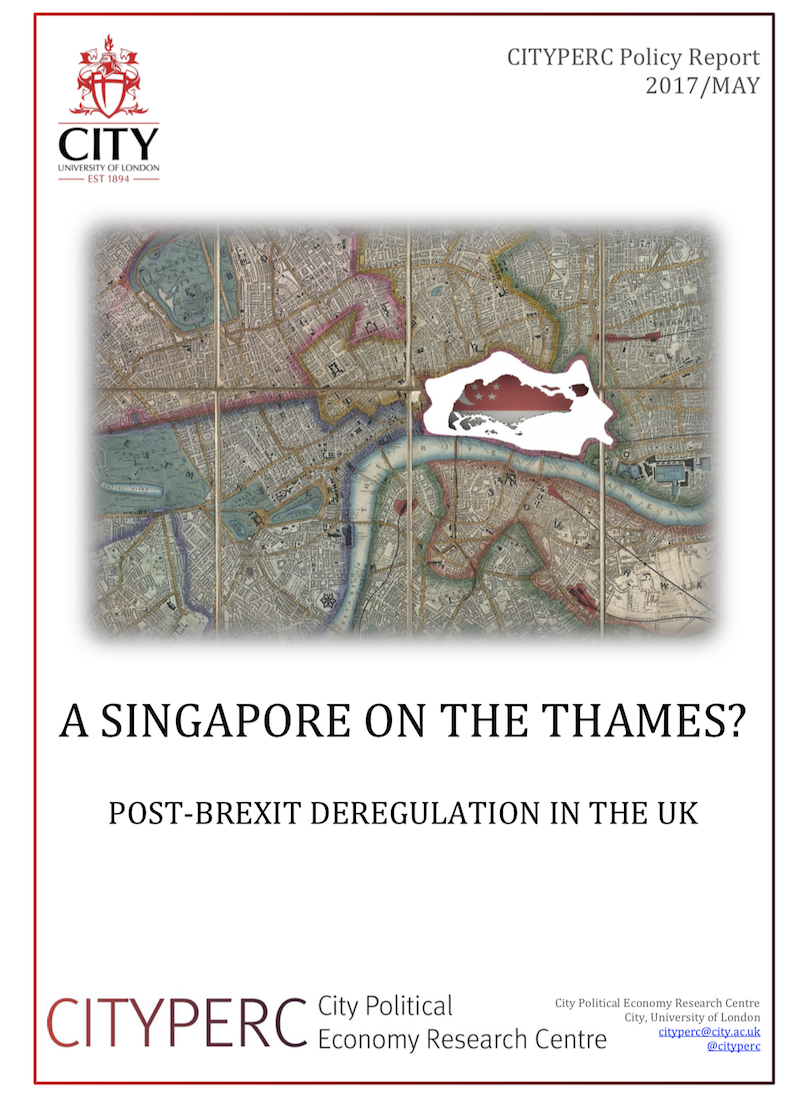 CITYPERC Policy Report
2017/MAY
CITY
UNIVERSITY OF LONDON
EST 1894
A SINGAPORE ON THE THAMES?
POST-BREXIT DEREGULATION IN THE UK
CITYPERC
City Political
Economy Research Centre
City Political Economy Research Centre
City, University of London
cityperc@city.ac.uk
@cityperc